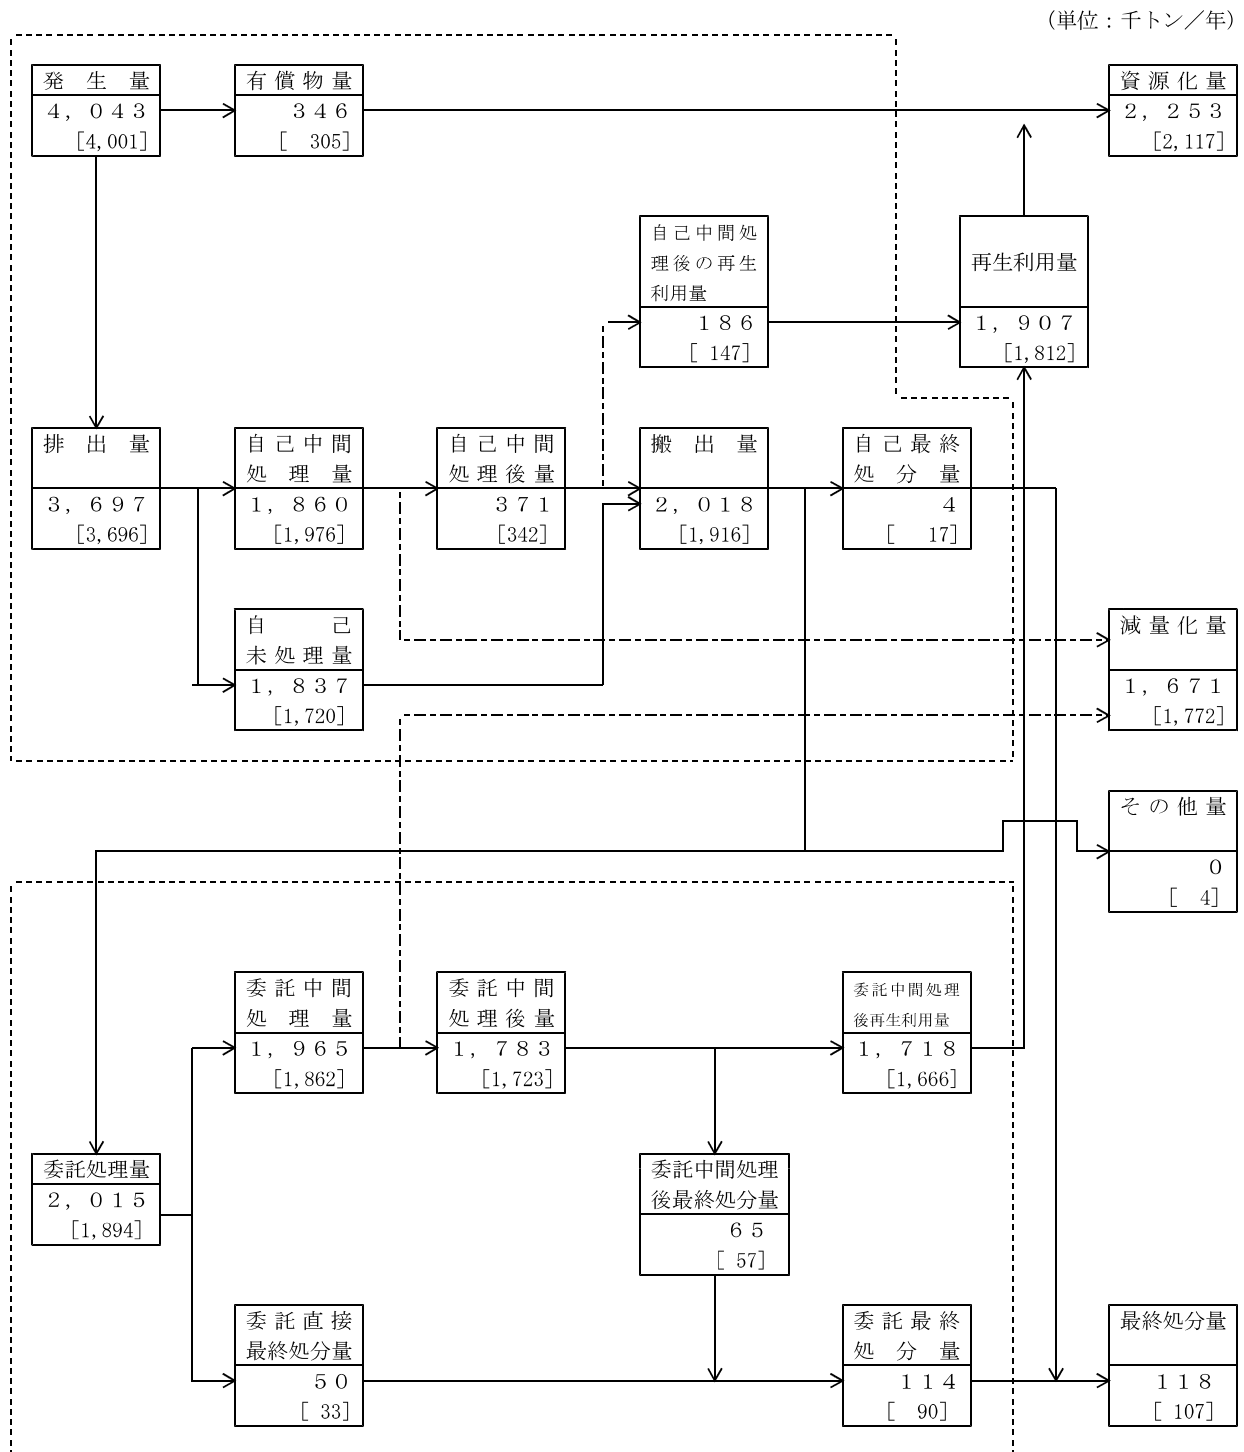 （単位：千トン／年）
発生量
4，043
[4,001]
有償物量
346
[ 305]
資源化量
2，253
[2,117]
自己中間処
理後の再生
利用量
186
[ 147]
再生利用量
1，907
[1,812]
排出量
3，697
[3,696]
自己中間
処理量
1，860
[1,976]
自己中間
処理後量
371
[342]
搬出量
2，018
[1,916]
自己最終
処分量
4
[ 17]
自己
未処理量
1，837
[1,720]
減量化量
1，671
[1,772]
その他量
0
[ 4]
委託中間
処理量
1，965
[1,862]
委託中間
処理後量
1，783
[1,723]
委託中間処理
後再生利用量
1，718
[1,666]
委託処理量
2，015
[1,894]
委託中間処理
後最終処分量
65
[ 57]
委託直接
最終処分量
50
[ 33]
委託最終
処分量
114
[ 90]
最終処分量
118
[ 107]